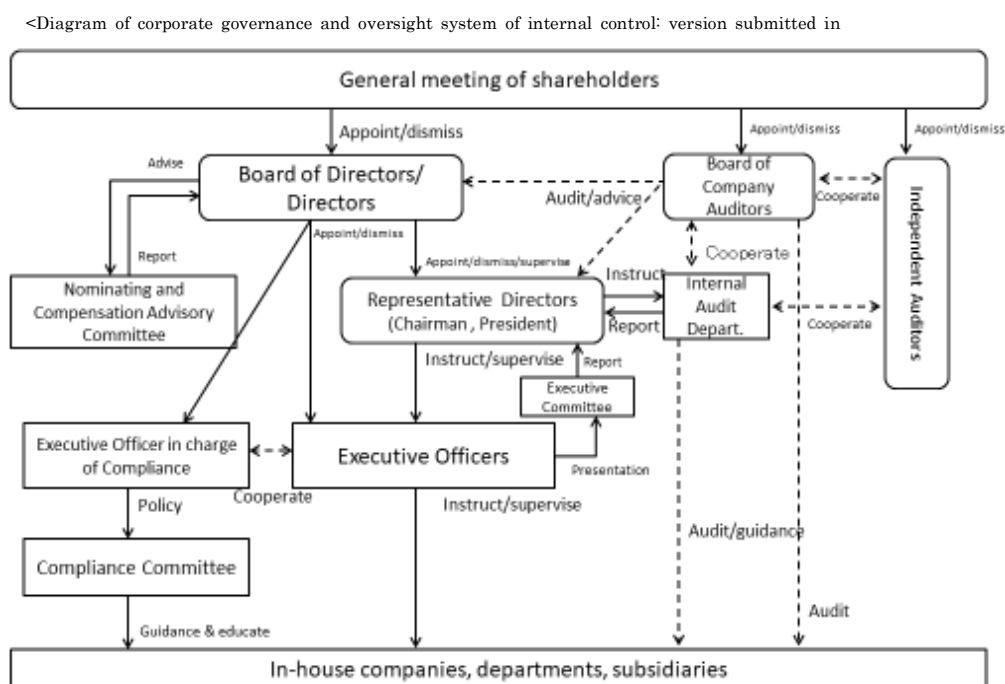 <Diagram of corporate governance and oversight system of internal control: version submitted in
General meeting of shareholders
Appoint/dismiss
Appoint/dismiss
Appoint/dismiss
Advise
Board of Directors/
Directors
Board of
Company
Auditors
Cooperate
Independent Auditors
Audit/advice
Report
Appoint/dismiss
Cooperate
Appoint/dismiss/supervise
Nominating and
Compensation Advisory
Committee
Representative Directors
(Chairman , President)
Instruct
Report
Internal
Audit
Depart.
Cooperate
Instruct/supervise
Report
Executive
Committee
Executive Officer in charge
of Compliance
Cooperate
Executive Officers
Presentation
Policy
Instruct/supervise
Audit/guidance
Compliance Committee
Audit
Guidance & educate
In-house companies, departments, subsidiaries